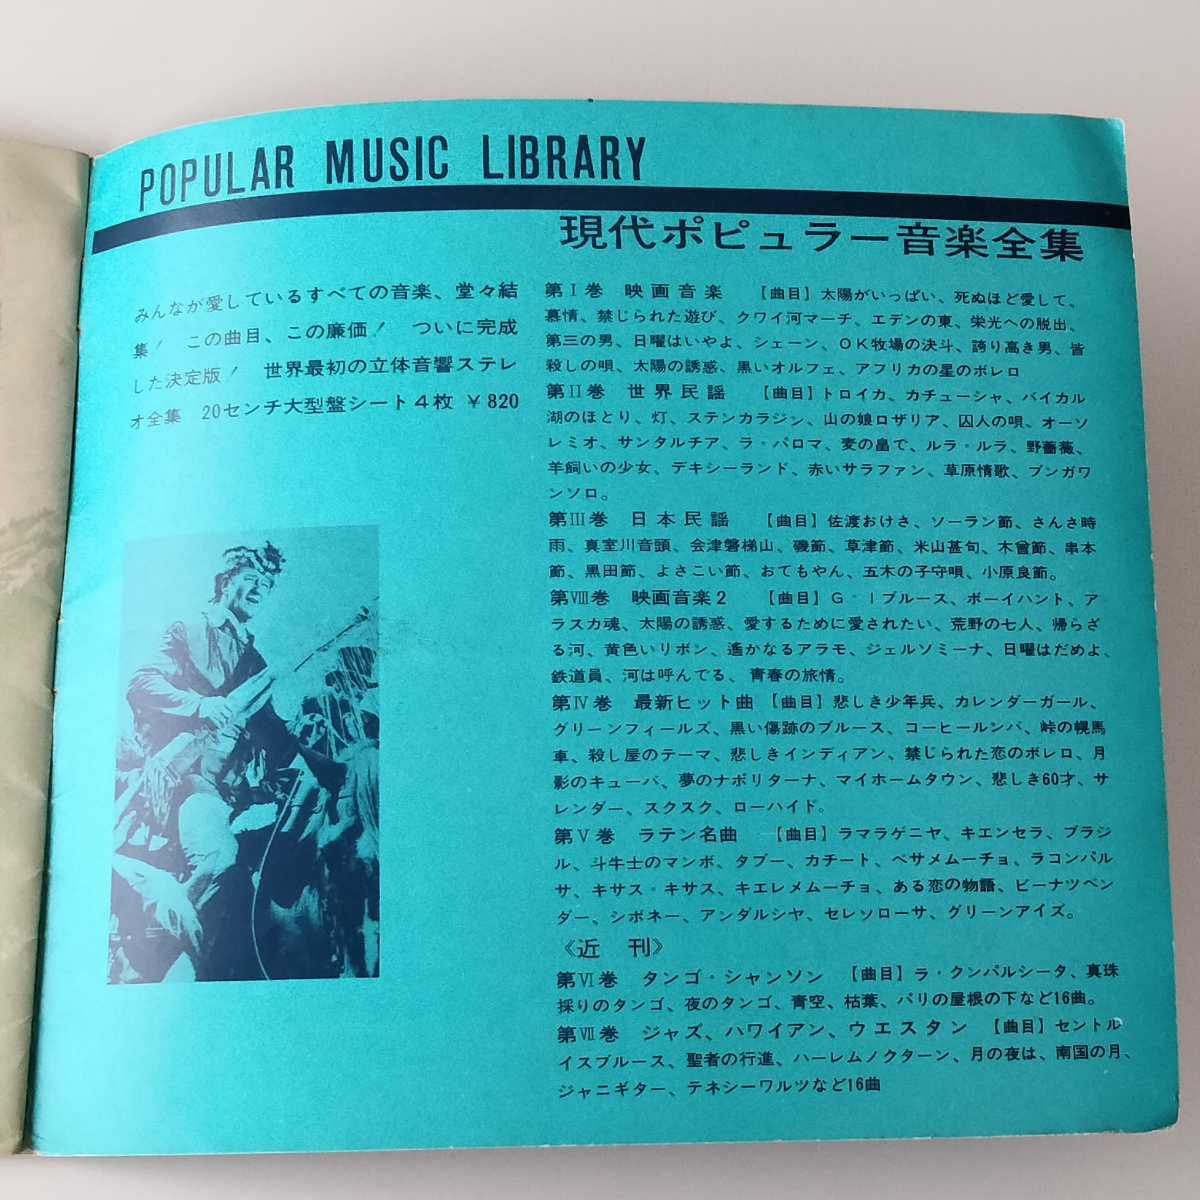 POPULAR MUSIC LIBRARY
現代ポピュラー音楽全集
みんなが愛しているすべての音楽、堂々結
集! この曲目、この廉価! ついに完成
した決定版! 世界最初の立体音響ステレ
オ全集 20センチ大型盤シート4枚 ¥820
第Ⅰ巻 映画音楽 【曲目】太陽がいっぱい、死ぬほど愛して、
慕情、禁じられた遊び、クワイ河マーチ、エデンの東、栄光への脱出、
第三の男、日曜はいやよ、シェーン、OK牧場の決斗、誇り高き男、皆
殺しの唄、太陽の誘惑、黒いオルフェ、アフリカの星のボレロ
第Ⅱ巻 世界民謡 【曲目】トロイカ、カチューシャ、バイカル
湖のほとり、灯、ステンカラジン、山の娘ロザリア、囚人の唄、オーソ
レミオ、サンタルチア、ラ・パロマ、麦の畠で、ルラ・ルラ、野薔薇、
羊飼いの少女、デキシーランド、赤いサラファン、草原情歌、ブンガワ
ンソロ。
第Ⅲ巻 日本民謡 【曲目】佐渡おけさ、ソーラン節、さんさ時
雨、真室川音頭、会津磐梯山、磯節、草津節、米山甚句、木曽節、串本
節、黒田節、よさこい節、おてもやん、五木の子守唄、小原良節。
第Ⅷ巻 映画音楽2 【曲目】G・Iブルース、ボーイハント、ア
ラスカ魂、太陽の誘惑、愛するために愛されたい、荒野の七人、帰らざ
る河、黄色いリボン、遙かなるアラモ、ジェルソミーナ、日曜はだめよ、
鉄道員、河は呼んでる、青春の旅情。
第Ⅳ巻 最新ヒット曲 【曲目】悲しき少年兵、カレンダーガール、
グリーンフィールズ、黒い傷跡のブルース、コーヒールンバ、峠の幌馬
車、殺し屋のテーマ、悲しきインディアン、禁じられた恋のボレロ、月
影のキューバ、夢のナポリターナ、マイホームタウン、悲しき60才、サ
レンダー、スクスク、ローハイド。
第Ⅴ巻 ラテン名曲 【曲目】ラマラゲニヤ、キエンセラ、ブラジ
ル、斗牛士のマンボ、タブー、カチート、ベサメムーチョ、ラコンパル
サ、キサス・キサス、キエレメムーチョ、ある恋の物語、ピーナツベン
ダー、シボネー、アンダルシヤ、セレソローサ、グリーンアイズ。
《近刊》
第Ⅵ巻 タンゴ・シャンソン 【曲目】ラ・クンパルシータ、真珠
採りのタンゴ、夜のタンゴ、青空、枯葉、パリの屋根の下など16曲。
第Ⅶ巻 ジャズ、ハワイアン、ウエスタン 【曲目】セントル
イスブルース、聖者の行進、ハーレムノクターン、月の夜は、南国の月、
ジャニギター、テネシーワルツなど16曲